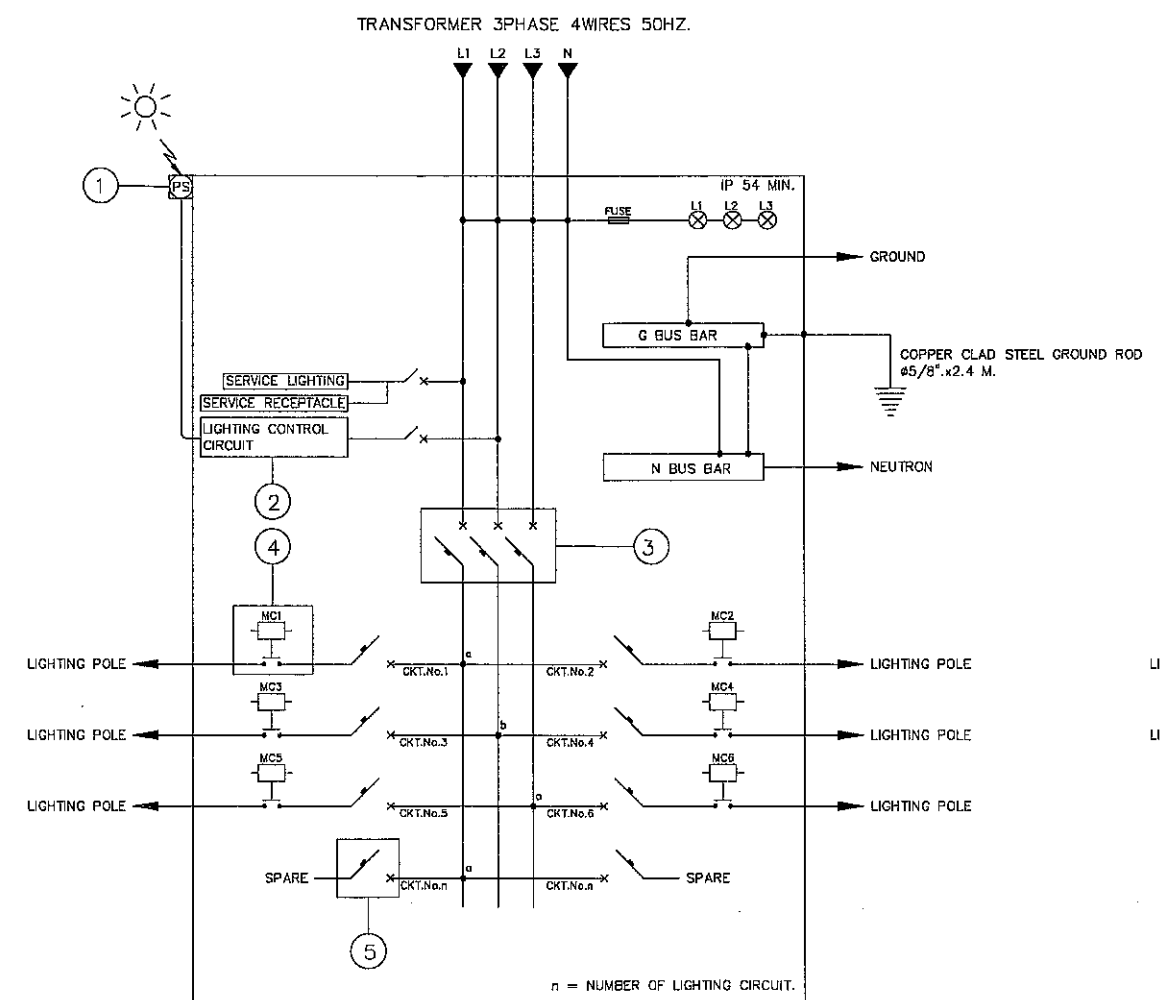 TRANSFORMER 3PHASE 4WIRES 50HZ.
L1 L2 L3 N
1
PS
IP 54 MIN.
FUSE
L1 L2 L3
GROUND
G BUS BAR
COPPER CLAD STEEL GROUND ROD
ø5/8".x2.4 M.
SERVICE LIGHTING
SERVICE RECEPTACLE
LIGHTING CONTROL
CIRCUIT
N BUS BAR
NEUTRON
2
4
3
MC1
MC2
LIGHTING POLE
CKT.No.1
a
CKT.No.2
LIGHTING POLE
LI
MC3
MC4
LIGHTING POLE
CKT.No.3
b
CKT.No.4
LIGHTING POLE
LI
MC5
MC6
LIGHTING POLE
CKT.No.5
a
CKT.No.6
LIGHTING POLE
SPARE
CKT.No.n
a
CKT.No.n
SPARE
5
n = NUMBER OF LIGHTING CIRCUIT.